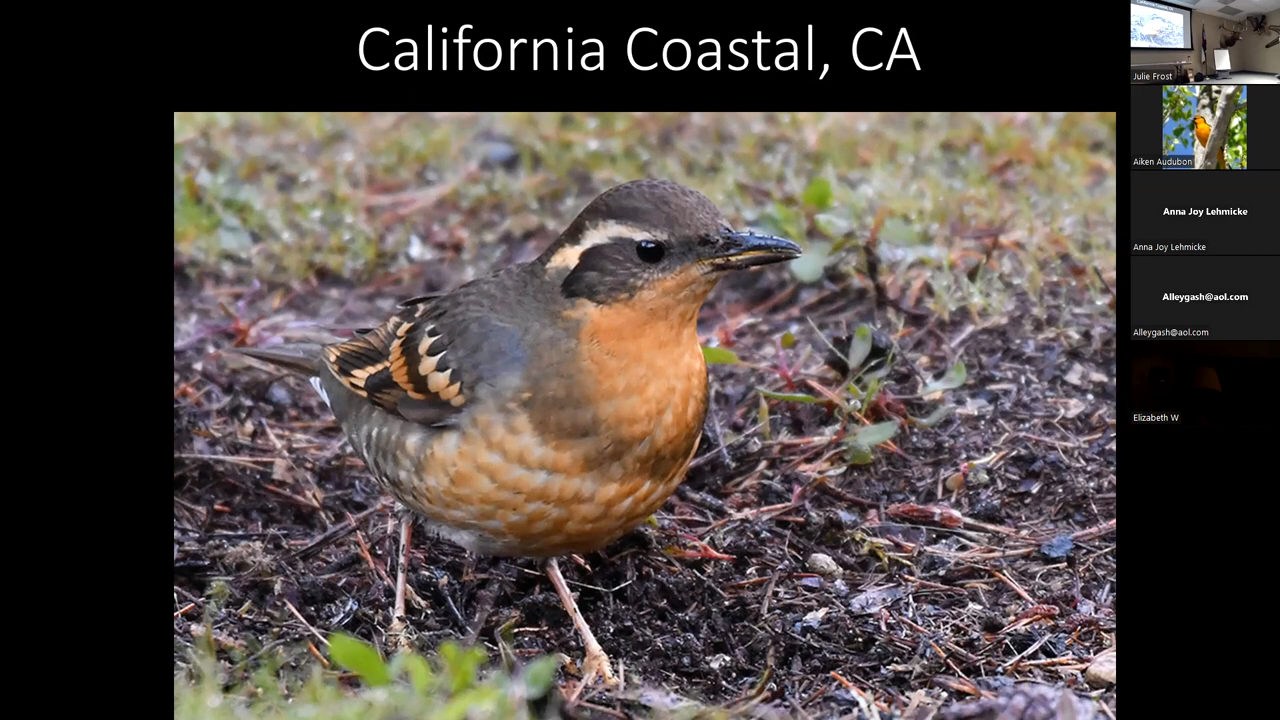 California Coastal, CA
Julie Frost
Aiken Audubon
Anna Joy Lehmicke
Anna Joy Lehmicke
Alleygash@aol.com
Alleygash@aol.com
Elizabeth W